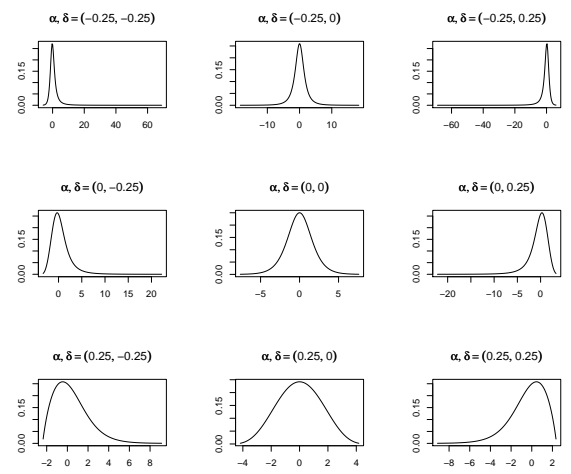 α, δ = (−0.25, −0.25)
α, δ = (−0.25, 0)
α, δ = (−0.25, 0.25)
0.00 0.15
0 20 40 60
0.00 0.15
−10 0 10
0.00 0.15
−60 −40 −20 0
α, δ = (0, −0.25)
α, δ = (0, 0)
α, δ = (0, 0.25)
0.00 0.15
0 5 10 15 20
0.00 0.15
−5 0 5
0.00 0.15
−20 −10 −5 0
α, δ = (0.25, −0.25)
α, δ = (0.25, 0)
α, δ = (0.25, 0.25)
0.00 0.15
−2 0 2 4 6 8
0.00 0.15
−4 −2 0 2 4
0.00 0.15
−8 −6 −4 −2 0 2